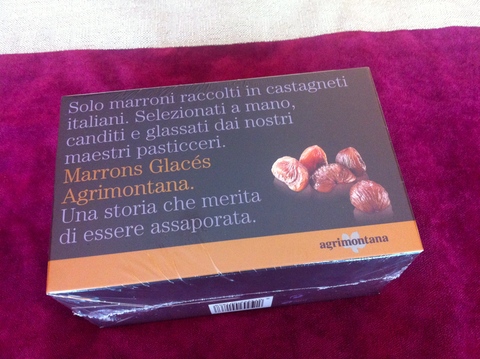 Solo marroni raccolti in castagneti
italiani. Selezionati a mano,
canditi e glassati dai nostri
maestri pasticceri.
Marrons Glacés
Agrimontana.
Una storia che merita
di essere assaporata.
agrimontana